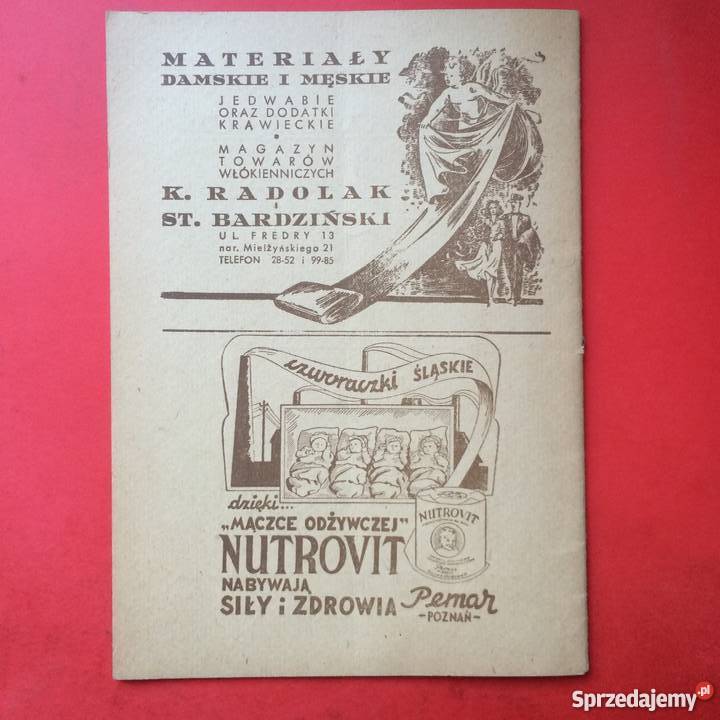 MATERIAŁY
DAMSKIE I MĘSKIE
JEDWABIE
ORAZ DODATKI
KRAWIECKIE
•
MAGAZYN
TOWARÓW
WŁÓKIENNICZYCH
K. RADOLAK
i
ST. BARDZIŃSKI
UL. FREDRY 13
nar. Mielżyńskiego 21
TELEFON 28-52 i 99-85
czworaczki ŚLĄSKIE
dzięki...
„MĄCZCE ODŻYWCZEJ"
NUTROVIT
NABYWAJĄ
SIŁY i ZDROWIA
NUTROVIT
Pemar
-POZNAŃ-
Sprzedajemy.pl